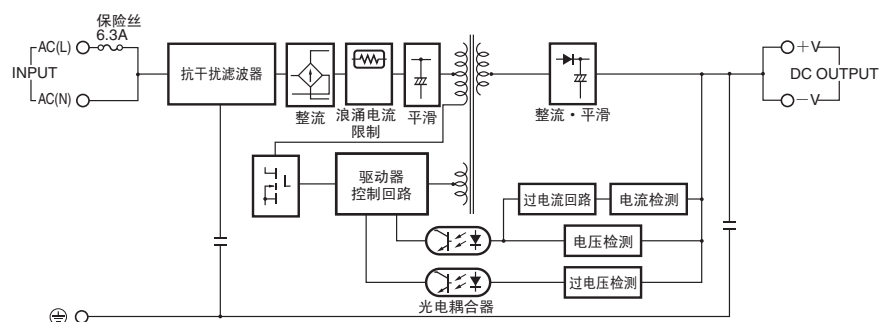 保险丝
6.3A
AC(L)
INPUT
AC(N)
抗干扰滤波器
整流
浪涌电流
限制
平滑
整流・平滑
+V
DC OUTPUT
-V
驱动器
控制回路
过电流回路
电流检测
电压检测
过电压检测
光电耦合器